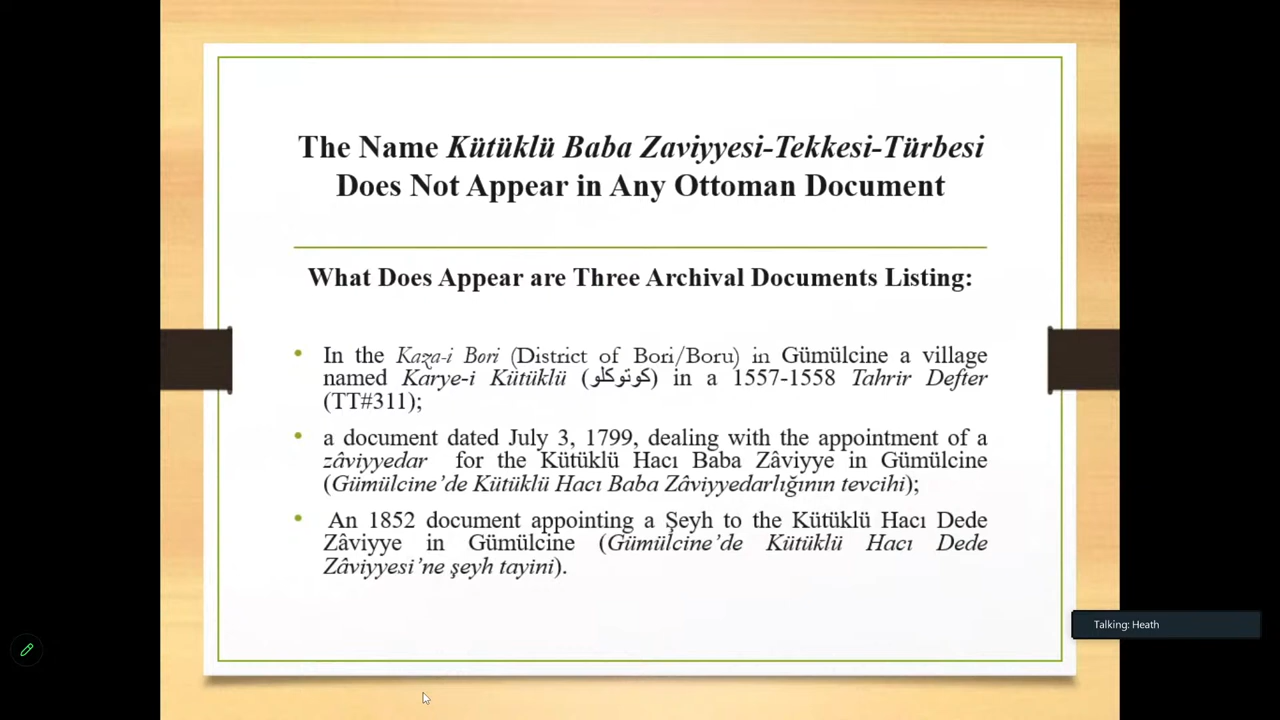 The Name Kütüklü Baba Zaviyyesi-Tekkesi-Türbesi
Does Not Appear in Any Ottoman Document
What Does Appear are Three Archival Documents Listing:
• In the Kaza-i Bori (District of Bori/Boru) in Gümülcine a village
named Karye-i Kütüklü (كوتوكلو) in a 1557-1558 Tahrir Defter
(TT#311);
• a document dated July 3, 1799, dealing with the appointment of a
zâviyyedar for the Kütüklü Hacı Baba Zâviyye in Gümülcine
(Gümülcine’de Kütüklü Hacı Baba Zâviyyedarlığının tevcihi);
• An 1852 document appointing a Şeyh to the Kütüklü Hacı Dede
Zâviyye in Gümülcine (Gümülcine’de Kütüklü Hacı Dede
Zâviyyesi’ne şeyh tayini).
Talking: Heath